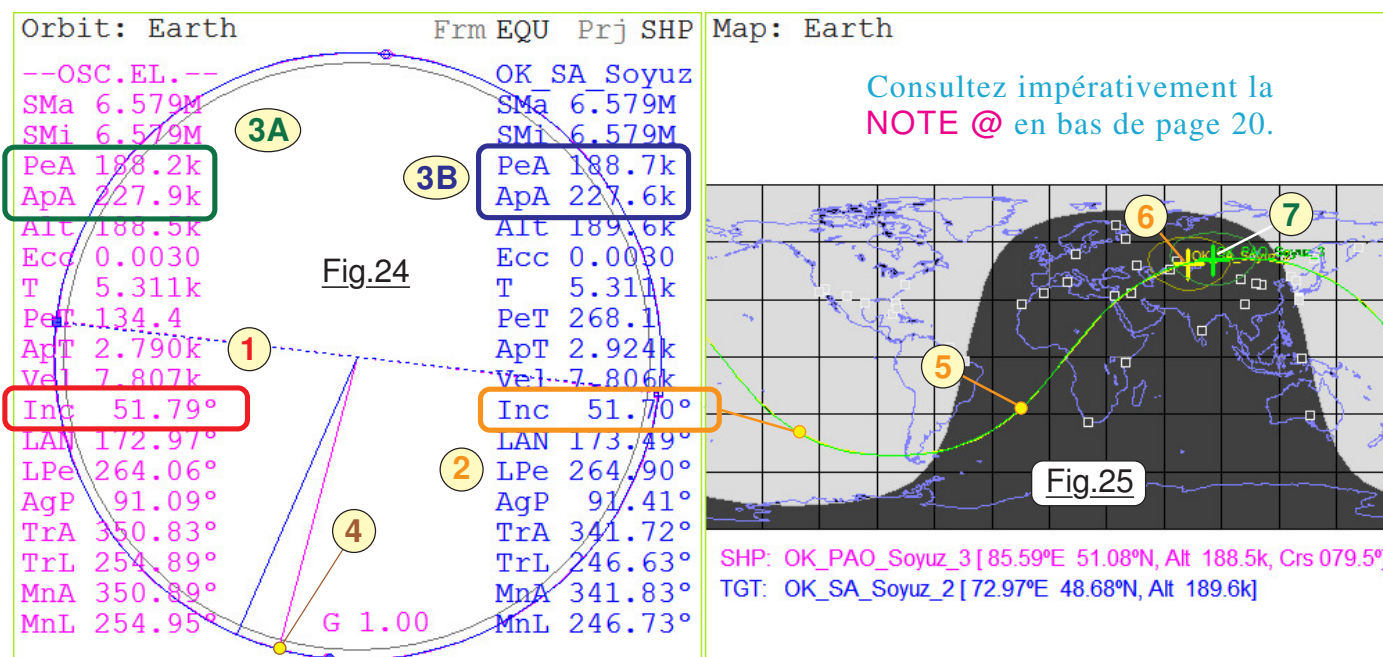 Orbit: Earth Frm EQU Prj SHP
--OSC.EL.-- OK_SA_Soyuz
SMa 6.579M SMa 6.579M
SMi 6.579M SMi 6.579M
3A
PeA 188.2k PeA 188.7k
3B
ApA 227.9k ApA 227.6k
Alt 188.5k Alt 189.6k
Ecc 0.0030 Ecc 0.0030
Fig.24
T 5.311k T 5.311k
PeT 134.4 PeT 268.1
ApT 2.790k ApT 2.924k
1
Vel 7.807k Vel 7.806k
Inc 51.79° Inc 51.70°
LAN 172.97° LAN 173.49°
2
LPe 264.06° LPe 264.90°
AgP 91.09° AgP 91.41°
TrA 350.83° TrA 341.72°
4
TrL 254.89° TrL 246.63°
MnA 350.89° MnA 341.83°
MnL 254.95° G 1.00 MnL 246.73°
Map: Earth
Consultez impérativement la
NOTE @ en bas de page 20.
6
7
5
Fig.25
SHP: OK_PAO_Soyuz_3 [ 85.59ºE 51.08ºN, Alt 188.5k, Crs 079.5º]
TGT: OK_SA_Soyuz_2 [ 72.97ºE 48.68ºN, Alt 189.6k]